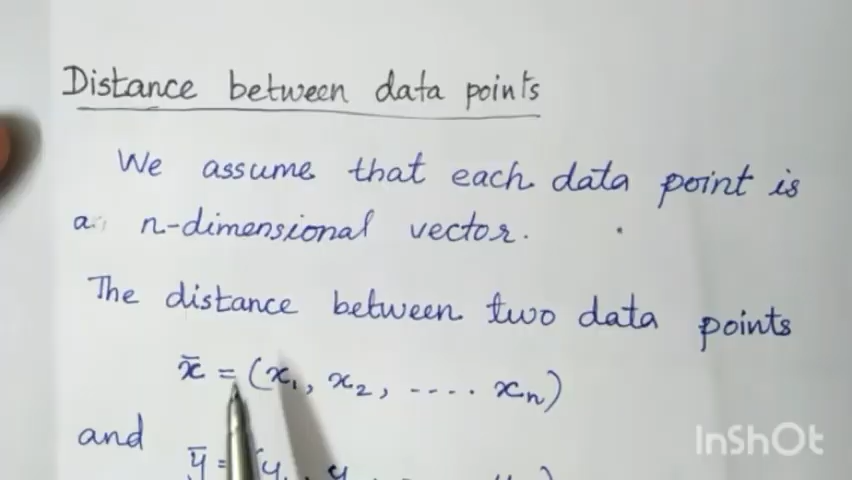 Distance between data points
We assume that each data point is
a n-dimensional vector.
The distance between two data points
x̄ = (x₁, x₂, .... xₙ)
and
ȳ =
InShOt